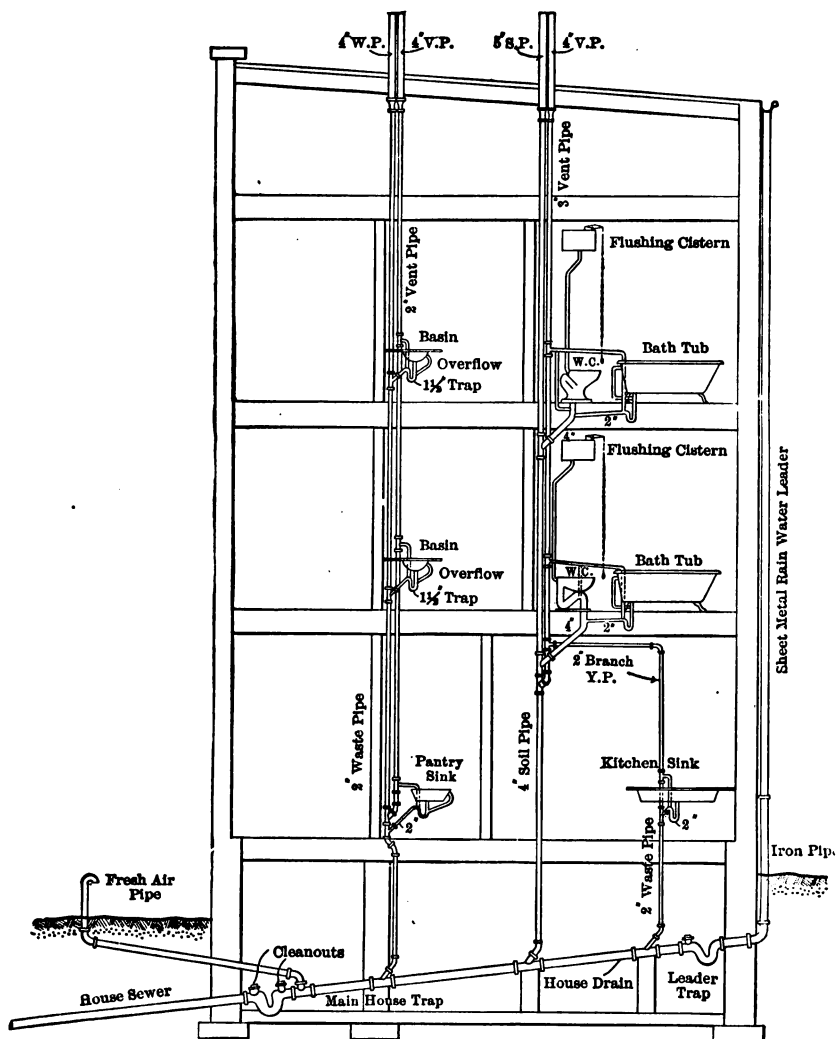 4" W.P.
4" V.P.
5" S.P.
4" V.P.
3" Vent Pipe
Flushing Cistern
2" Vent Pipe
Basin
Overflow
1½" Trap
W.C.
Bath Tub
2"
4"
Flushing Cistern
Sheet Metal Rain Water Leader
Basin
Overflow
1½" Trap
W.C.
Bath Tub
4"
2"
2" Branch
Y.P.
2" Waste Pipe
Pantry
Sink
2"
4" Soil Pipe
Kitchen Sink
2"
2" Waste Pipe
Iron Pip.
Fresh Air
Pipe
Cleanouts
House Sewer
Main House Trap
House Drain
Leader
Trap